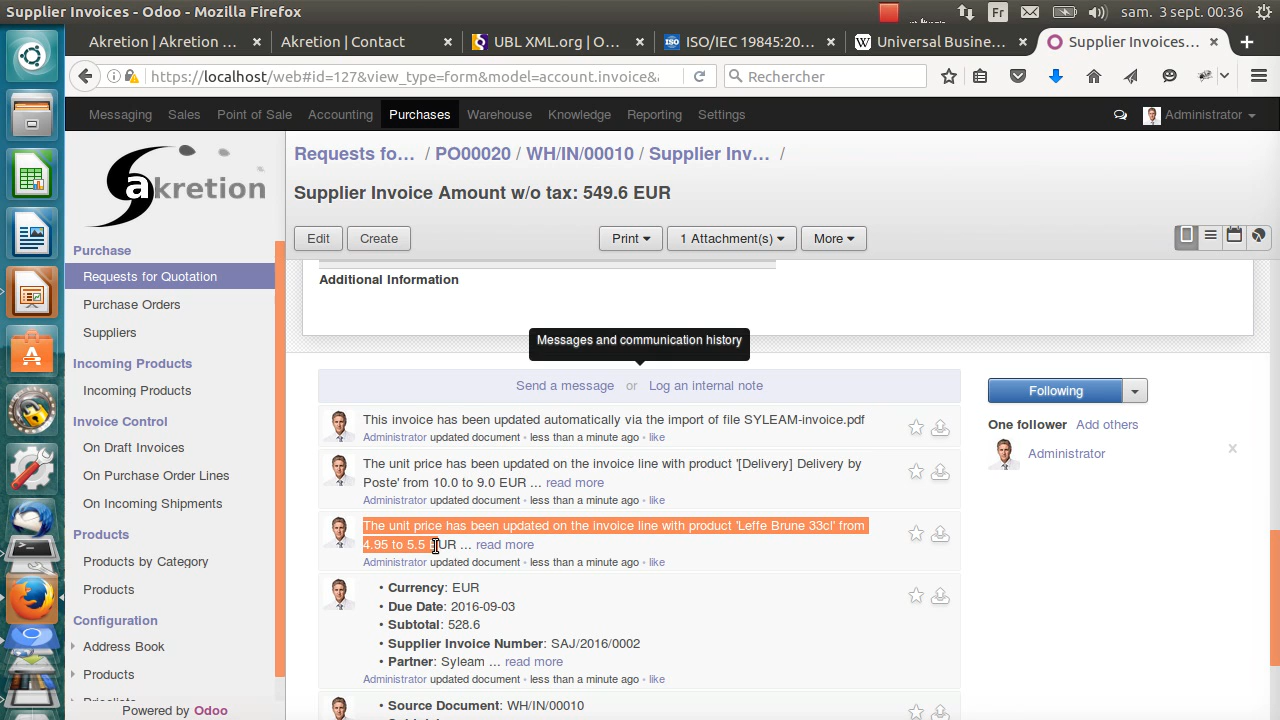 Supplier Invoices - Odoo - Mozilla Firefox
Fr
sam. 3 sept. 00:36
Akretion | Akretion ...
Akretion | Contact
UBL XML.org | O...
ISO/IEC 19845:20...
Universal Busine...
Supplier Invoices...
https://localhost/web#id=127&view_type=form&model=account.invoice&
Rechercher
Messaging Sales Point of Sale Accounting Purchases Warehouse Knowledge Reporting Settings
Administrator
akretion
Requests fo... / PO00020 / WH/IN/00010 / Supplier Inv... /
Supplier Invoice Amount w/o tax: 549.6 EUR
Edit Create Print 1 Attachment(s) More
Purchase
Requests for Quotation
Purchase Orders
Suppliers
Incoming Products
Incoming Products
Invoice Control
On Draft Invoices
On Purchase Order Lines
On Incoming Shipments
Products
Products by Category
Products
Configuration
Address Book
Products
Powered by Odoo
Additional Information
Messages and communication history
Send a message or Log an internal note
This invoice has been updated automatically via the import of file SYLEAM-invoice.pdf
Administrator updated document • less than a minute ago • like
The unit price has been updated on the invoice line with product '[Delivery] Delivery by
Poste' from 10.0 to 9.0 EUR ... read more
Administrator updated document • less than a minute ago • like
The unit price has been updated on the invoice line with product 'Leffe Brune 33cl' from
4.95 to 5.5 EUR ... read more
Administrator updated document • less than a minute ago • like
• Currency: EUR
• Due Date: 2016-09-03
• Subtotal: 528.6
• Supplier Invoice Number: SAJ/2016/0002
• Partner: Syleam ... read more
Administrator updated document • less than a minute ago • like
• Source Document: WH/IN/00010
Following
One follower Add others
Administrator